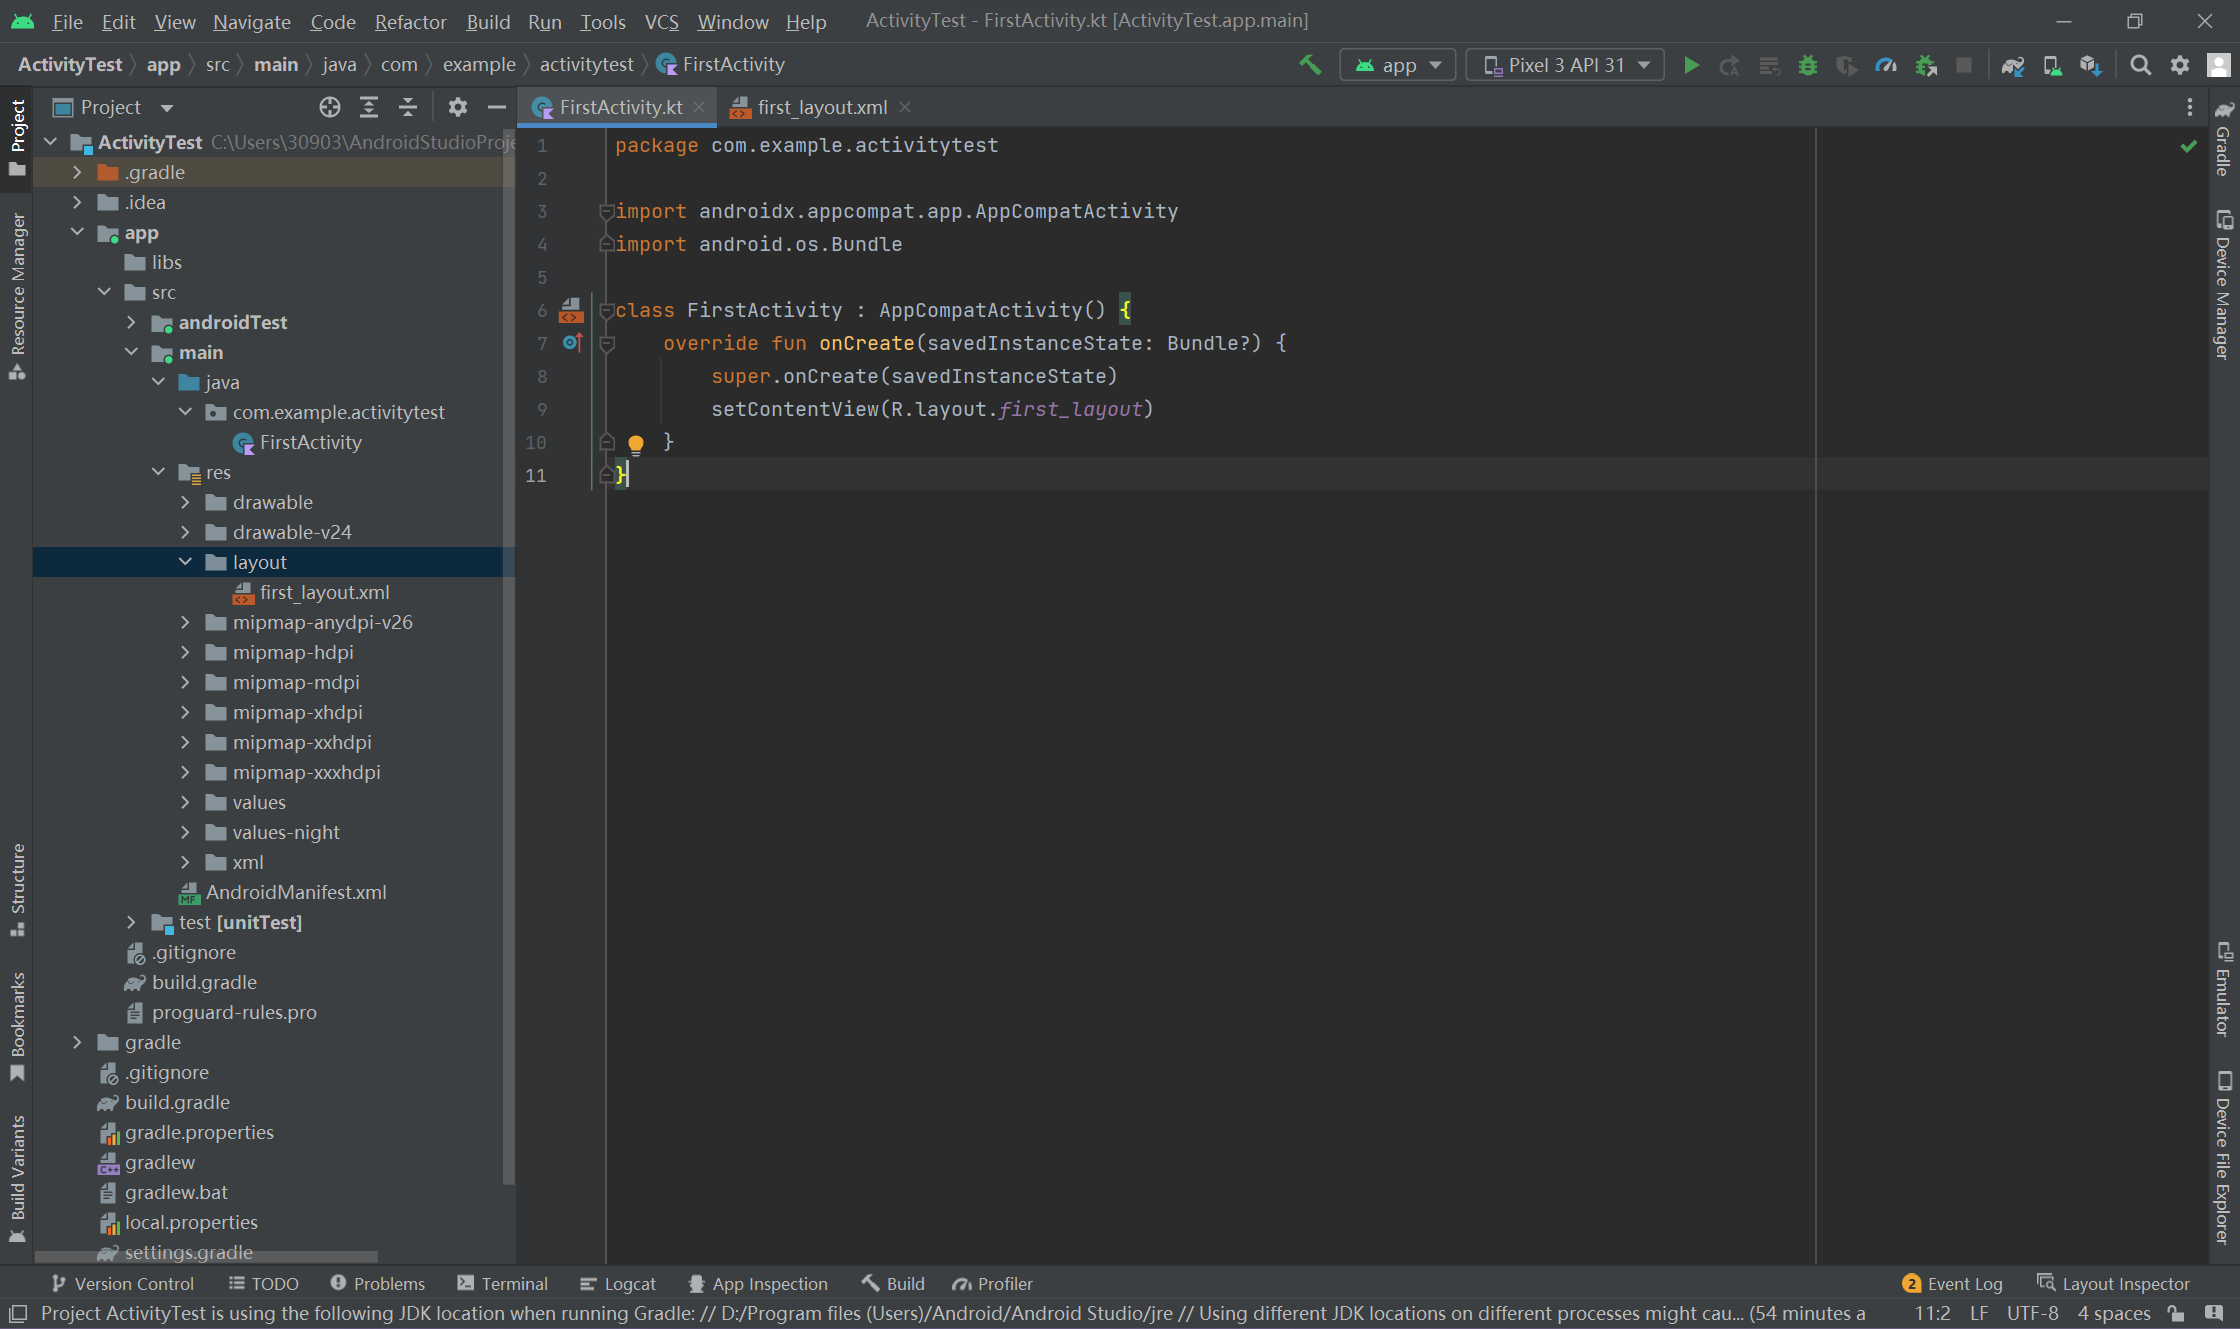 File Edit View Navigate Code Refactor Build Run Tools VCS Window Help ActivityTest - FirstActivity.kt [ActivityTest.app.main]
ActivityTest app src main java com example activitytest FirstActivity app Pixel 3 API 31
Project
FirstActivity.kt first_layout.xml
ActivityTest C:\Users\30903\AndroidStudioProje
.gradle
.idea
app
libs
src
androidTest
main
java
com.example.activitytest
FirstActivity
res
drawable
drawable-v24
layout
first_layout.xml
mipmap-anydpi-v26
mipmap-hdpi
mipmap-mdpi
mipmap-xhdpi
mipmap-xxhdpi
mipmap-xxxhdpi
values
values-night
xml
AndroidManifest.xml
test [unitTest]
.gitignore
build.gradle
proguard-rules.pro
gradle
.gitignore
build.gradle
gradle.properties
gradlew
gradlew.bat
local.properties
settings.gradle
1 package com.example.activitytest
2
3 import androidx.appcompat.app.AppCompatActivity
4 import android.os.Bundle
5
6 class FirstActivity : AppCompatActivity() {
7 override fun onCreate(savedInstanceState: Bundle?) {
8 super.onCreate(savedInstanceState)
9 setContentView(R.layout.first_layout)
10 }
11 }
Project
Resource Manager
Structure
Bookmarks
Build Variants
Gradle
Device Manager
Emulator
Device File Explorer
Version Control TODO Problems Terminal Logcat App Inspection Build Profiler 2 Event Log Layout Inspector
Project ActivityTest is using the following JDK location when running Gradle: // D:/Program files (Users)/Android/Android Studio/jre // Using different JDK locations on different processes might cau... (54 minutes a 11:2 LF UTF-8 4 spaces